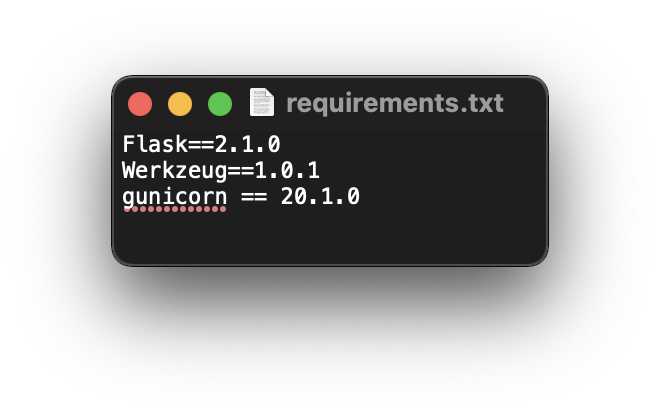 requirements.txt
Flask==2.1.0
Werkzeug==1.0.1
gunicorn == 20.1.0